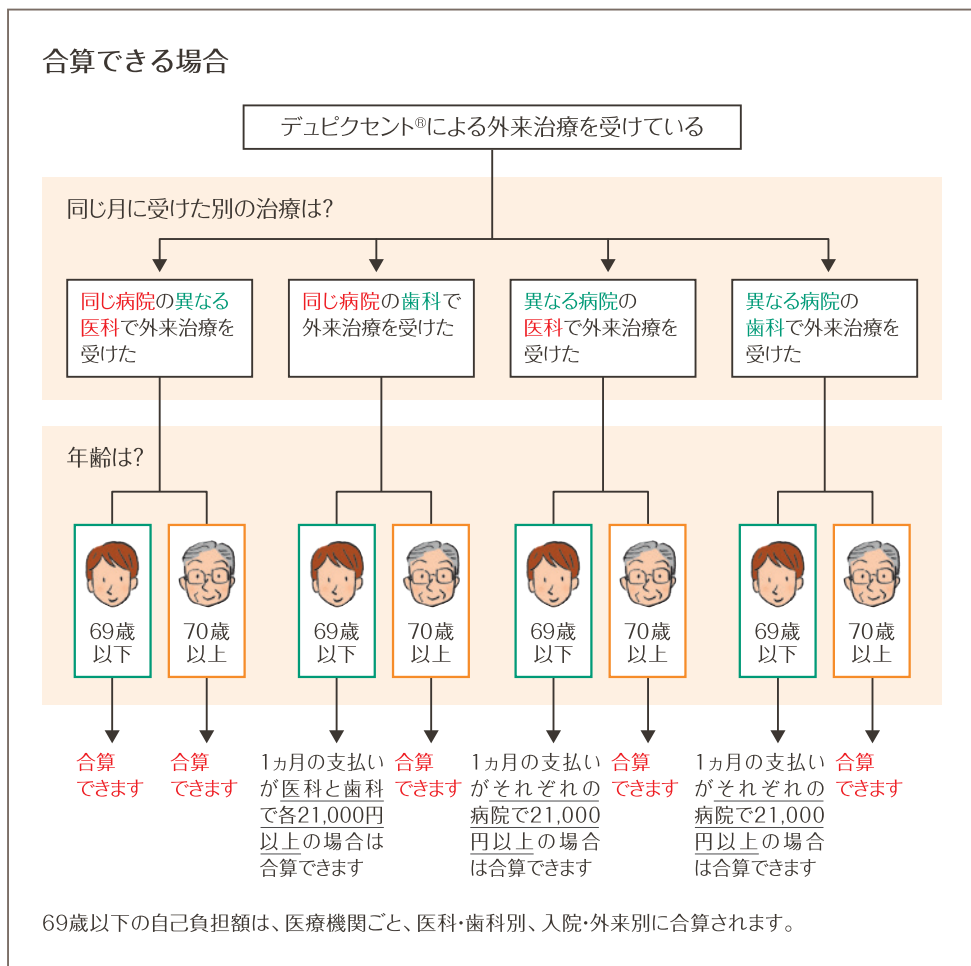 合算できる場合
デュピクセント®による外来治療を受けている
同じ月に受けた別の治療は?
同じ病院の異なる
医科で外来治療を
受けた
同じ病院の歯科で
外来治療を受けた
異なる病院の
医科で外来治療を
受けた
異なる病院の
歯科で外来治療を
受けた
年齢は?
69歳
以下
70歳
以上
69歳
以下
70歳
以上
69歳
以下
70歳
以上
69歳
以下
70歳
以上
合算
できます
合算
できます
1ヵ月の支払い
が医科と歯科
で各21,000円
以上の場合は
合算できます
合算
できます
1ヵ月の支払い
がそれぞれの
病院で21,000
円以上の場合
は合算できます
合算
できます
1ヵ月の支払い
がそれぞれの
病院で21,000
円以上の場合
は合算できます
合算
できます
69歳以下の自己負担額は、医療機関ごと、医科・歯科別、入院・外来別に合算されます。